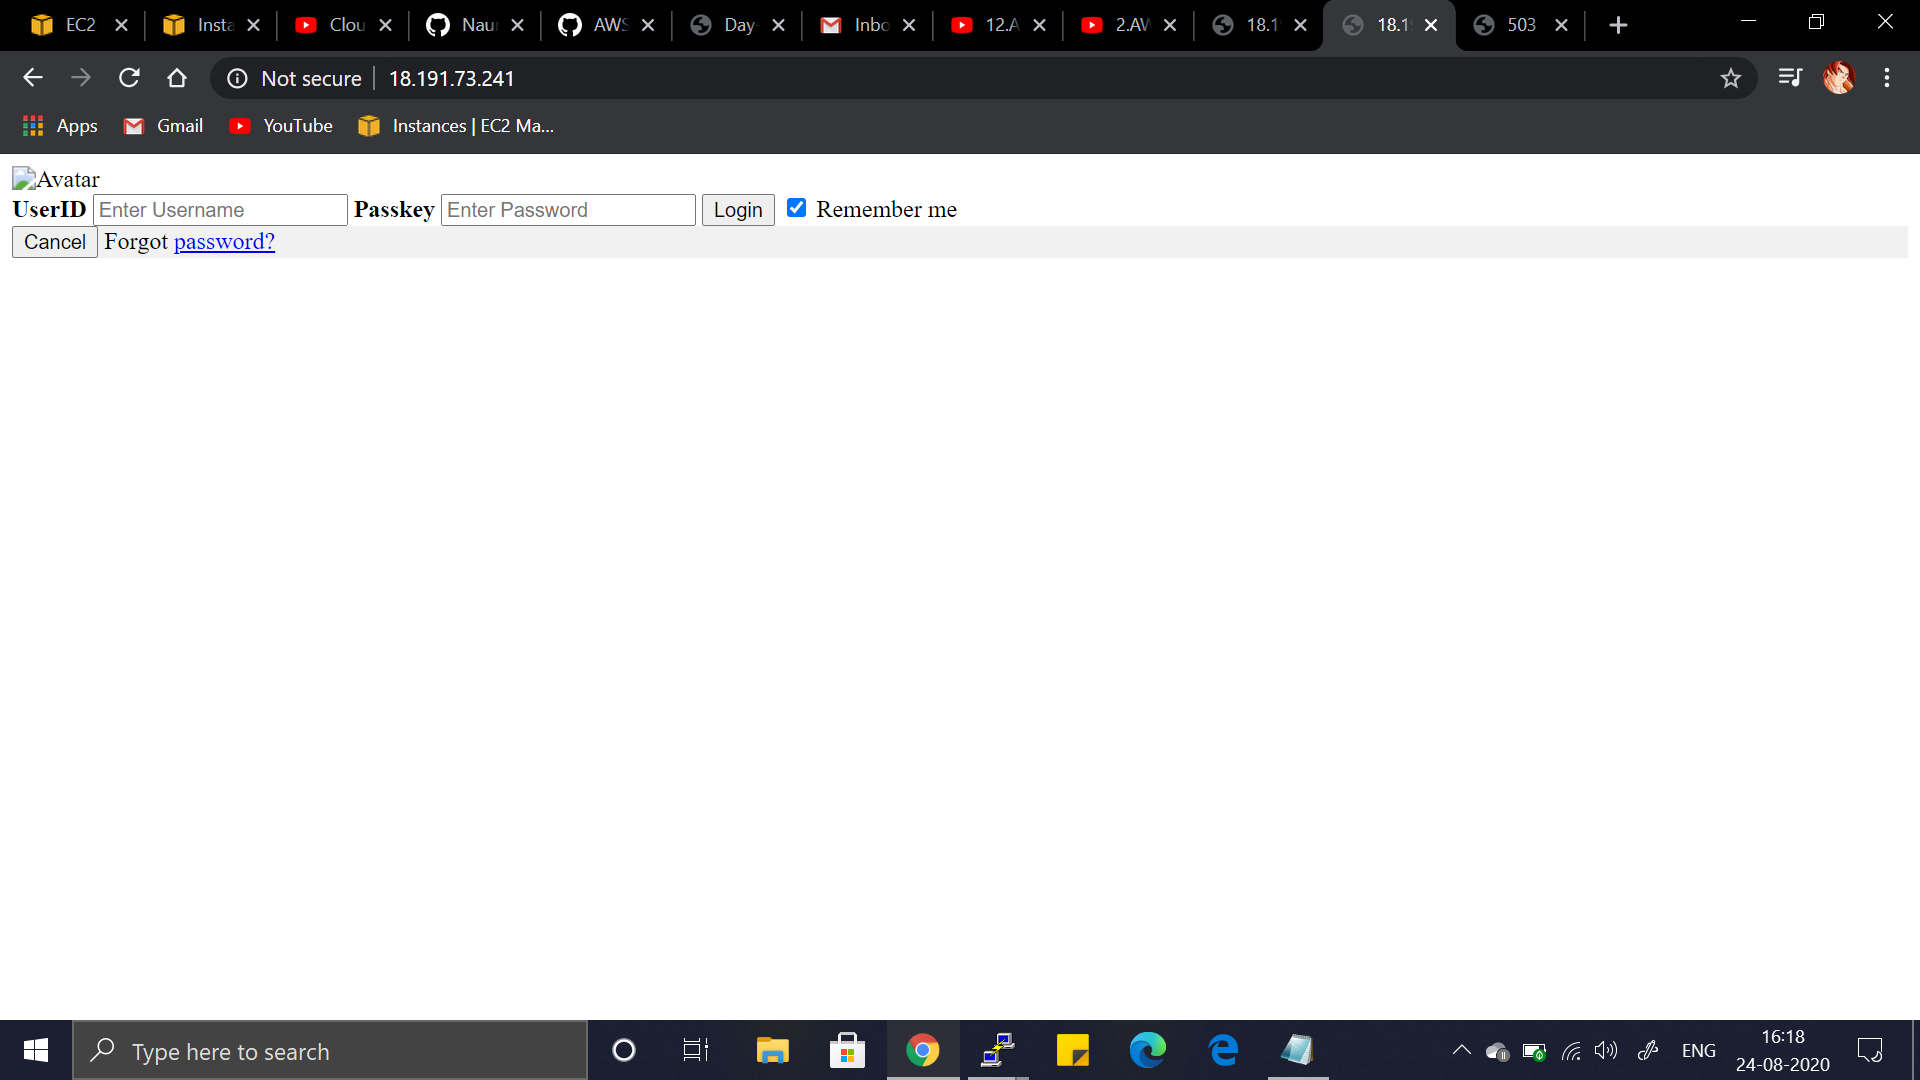 EC2 Insta Clou Nau AWS Day- Inbo 12.A 2.AW 18.1 18.1 503
Not secure 18.191.73.241
Apps Gmail YouTube Instances | EC2 Ma...
Avatar
UserID Enter Username Passkey Enter Password Login Remember me
Cancel Forgot password?
Type here to search ENG 16:18
24-08-2020